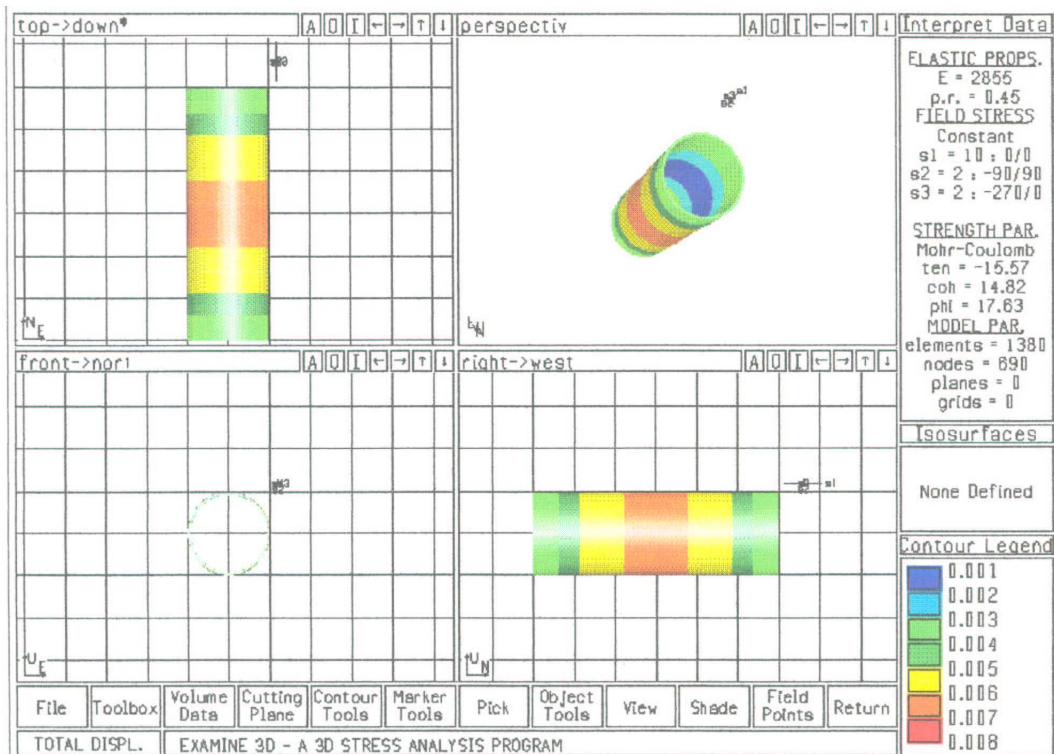 top->down*
A O I ← → ↑ ↓
perspectiv
A O I ← → ↑ ↓
Interpret Data
ELASTIC PROPS.
E = 2855
p.r. = 0.45
FIELD STRESS
Constant
s1 = 10 : 0/0
s2 = 2 : -90/90
s3 = 2 : -270/0
STRENGTH PAR.
Mohr-Coulomb
ten = -15.57
coh = 14.82
phi = 17.63
MODEL PAR.
elements = 1380
nodes = 690
planes = 0
grids = 0
s3 s1
N
E
N
front->nor1
A O I ← → ↑ ↓
right->west
A O I ← → ↑ ↓
Isosurfaces
None Defined
s1
U
E
U
N
Contour Legend
0.001
0.002
0.003
0.004
0.005
0.006
0.007
0.008
File
Toolbox
Volume Data
Cutting Plane
Contour Tools
Marker Tools
Pick
Object Tools
View
Shade
Field Points
Return
TOTAL DISPL.
EXAMINE 3D - A 3D STRESS ANALYSIS PROGRAM